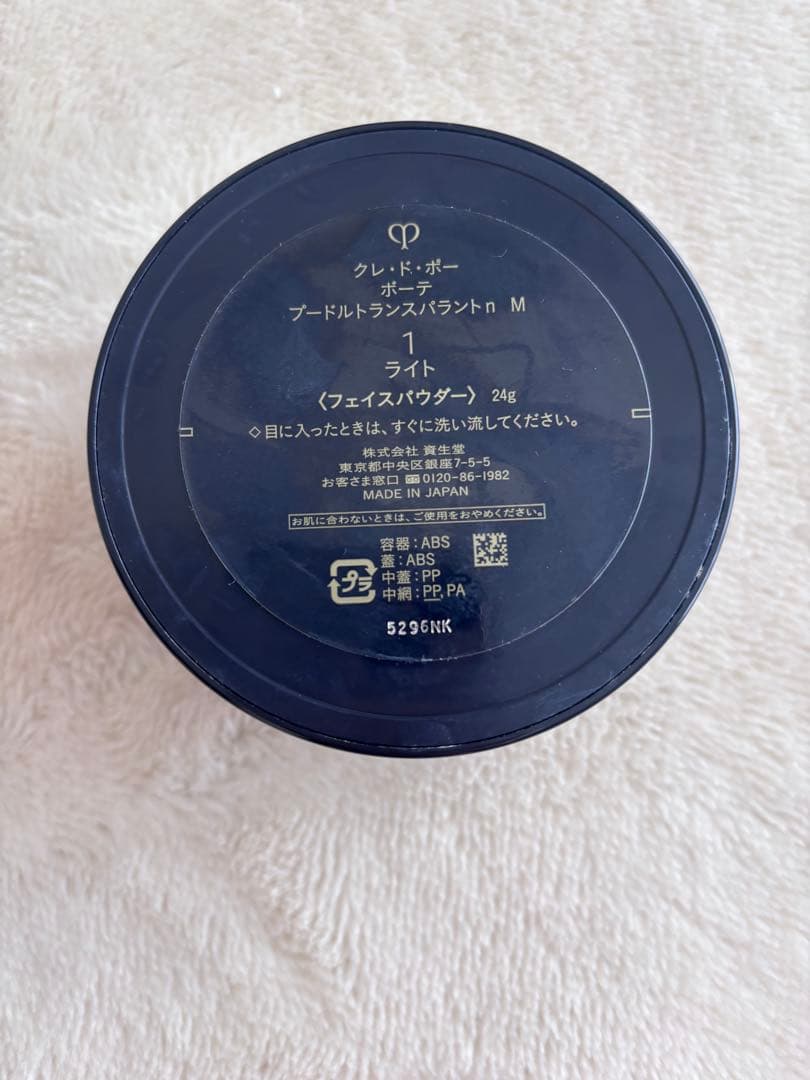 クレ・ド・ポー
ボーテ
プードルトランスパラントn M
1
ライト
〈フェイスパウダー〉 24g
◇目に入ったときは、すぐに洗い流してください。
株式会社 資生堂
東京都中央区銀座7-5-5
お客さま窓口 0120-86-1982
MADE IN JAPAN
お肌に合わないときは、ご使用をおやめください。
容器:ABS
蓋:ABS
プラ 中蓋:PP
中網:PP,PA
5296NK